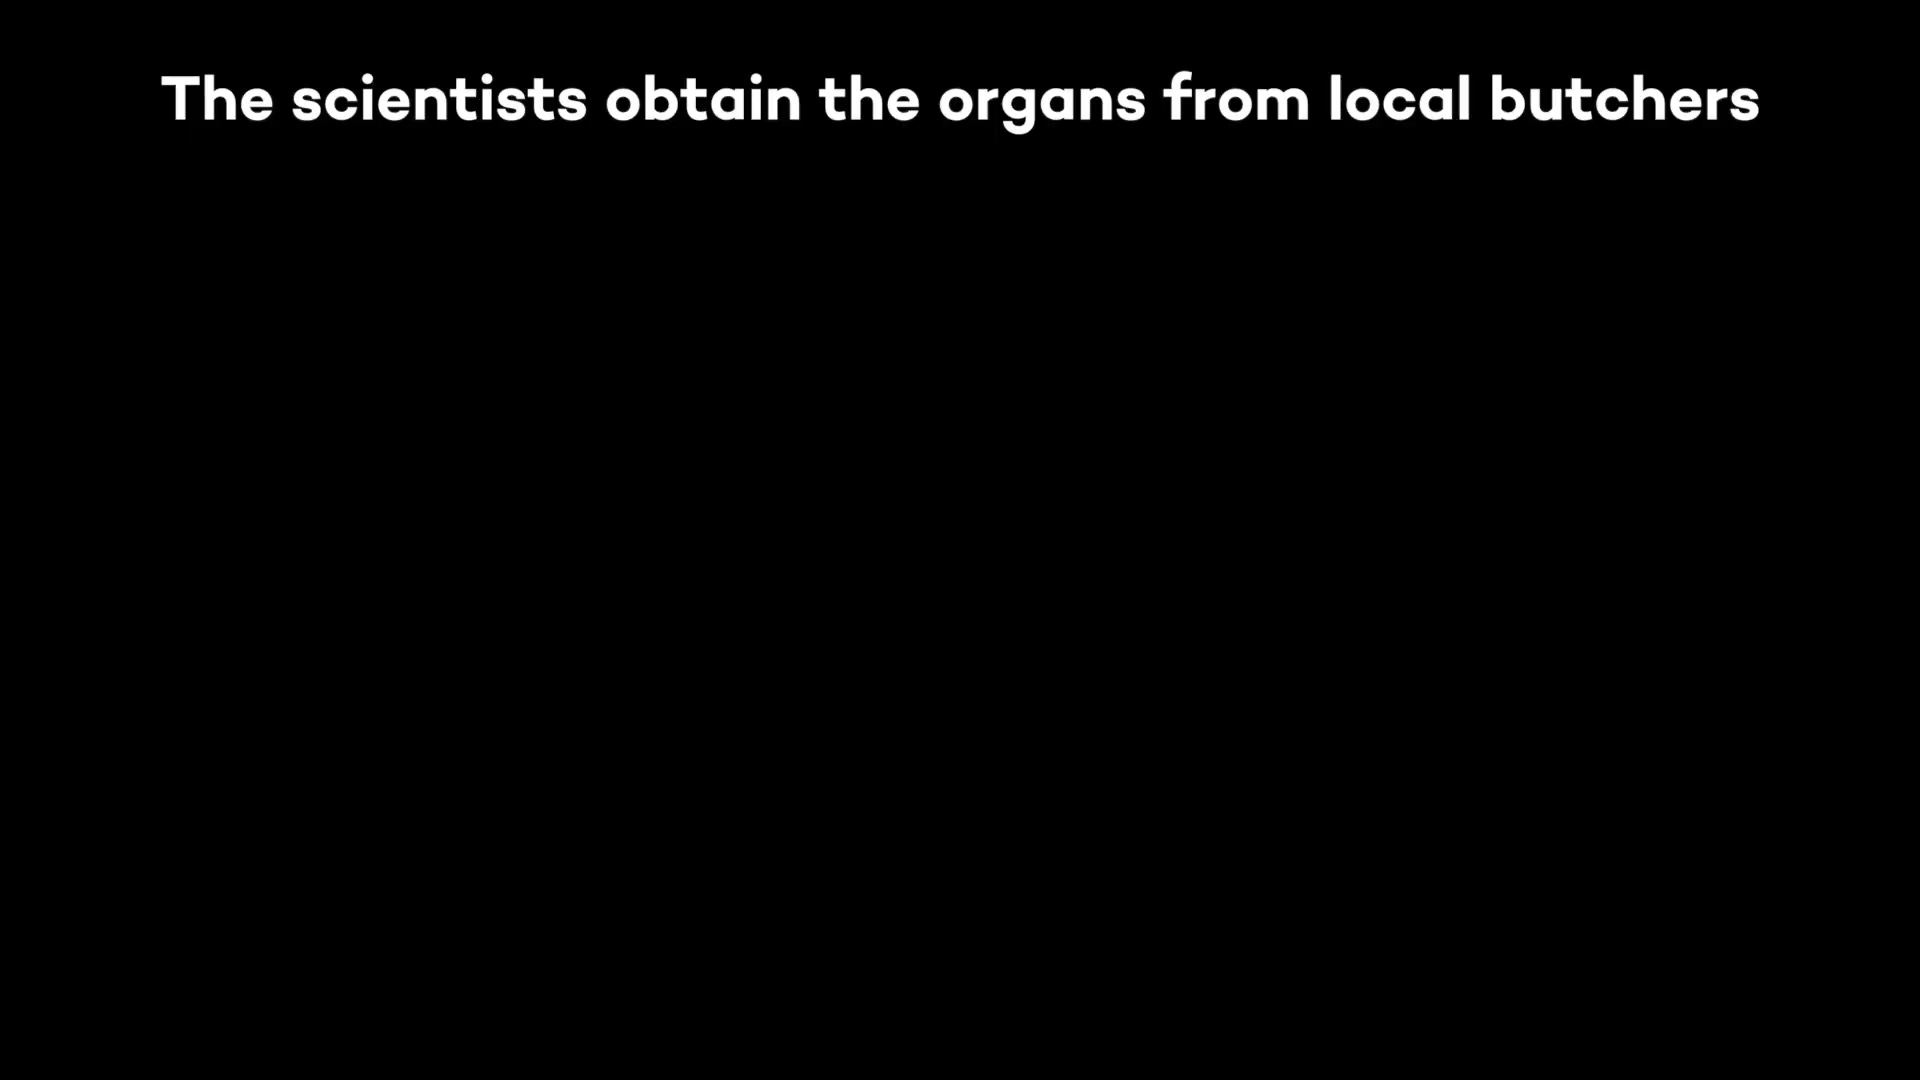 The scientists obtain the organs from local butchers